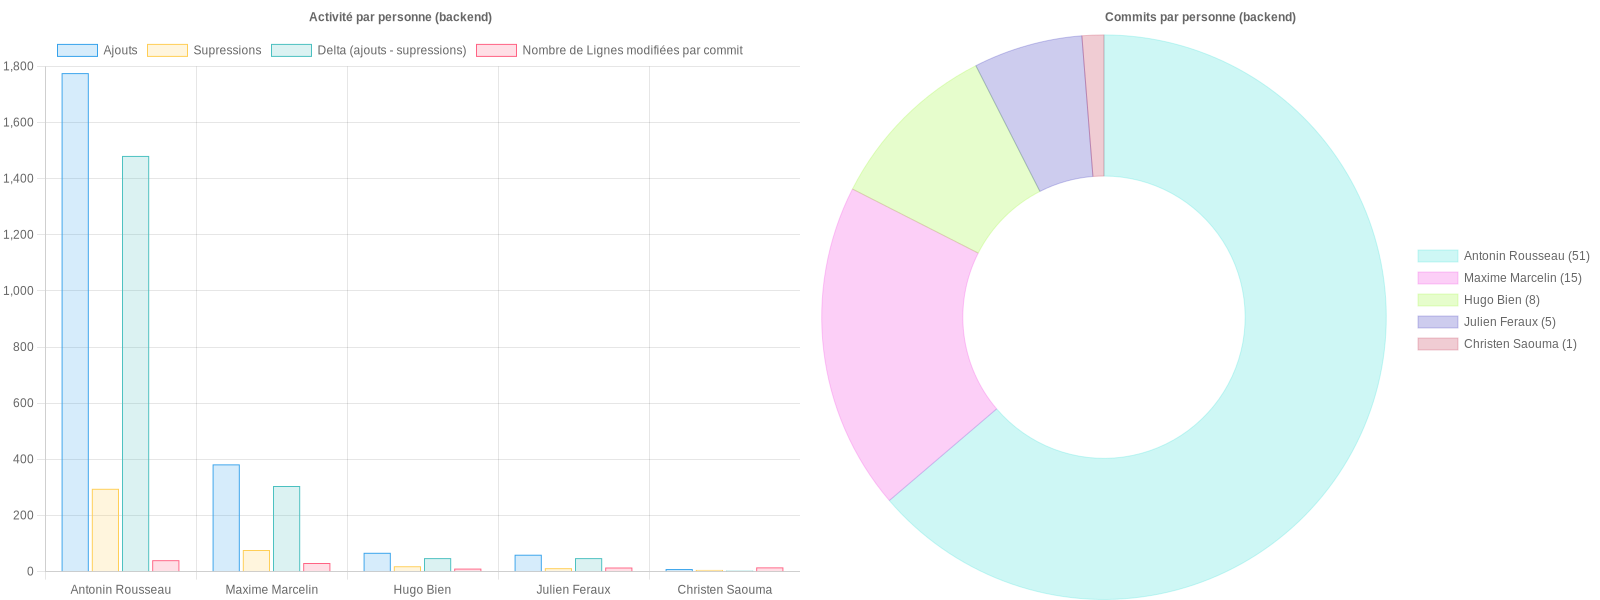 Activité par personne (backend)
Ajouts
Supressions
Delta (ajouts - supressions)
Nombre de Lignes modifiées par commit
1,800
1,600
1,400
1,200
1,000
800
600
400
200
0
Antonin Rousseau
Maxime Marcelin
Hugo Bien
Julien Feraux
Christen Saouma
Commits par personne (backend)
Antonin Rousseau (51)
Maxime Marcelin (15)
Hugo Bien (8)
Julien Feraux (5)
Christen Saouma (1)